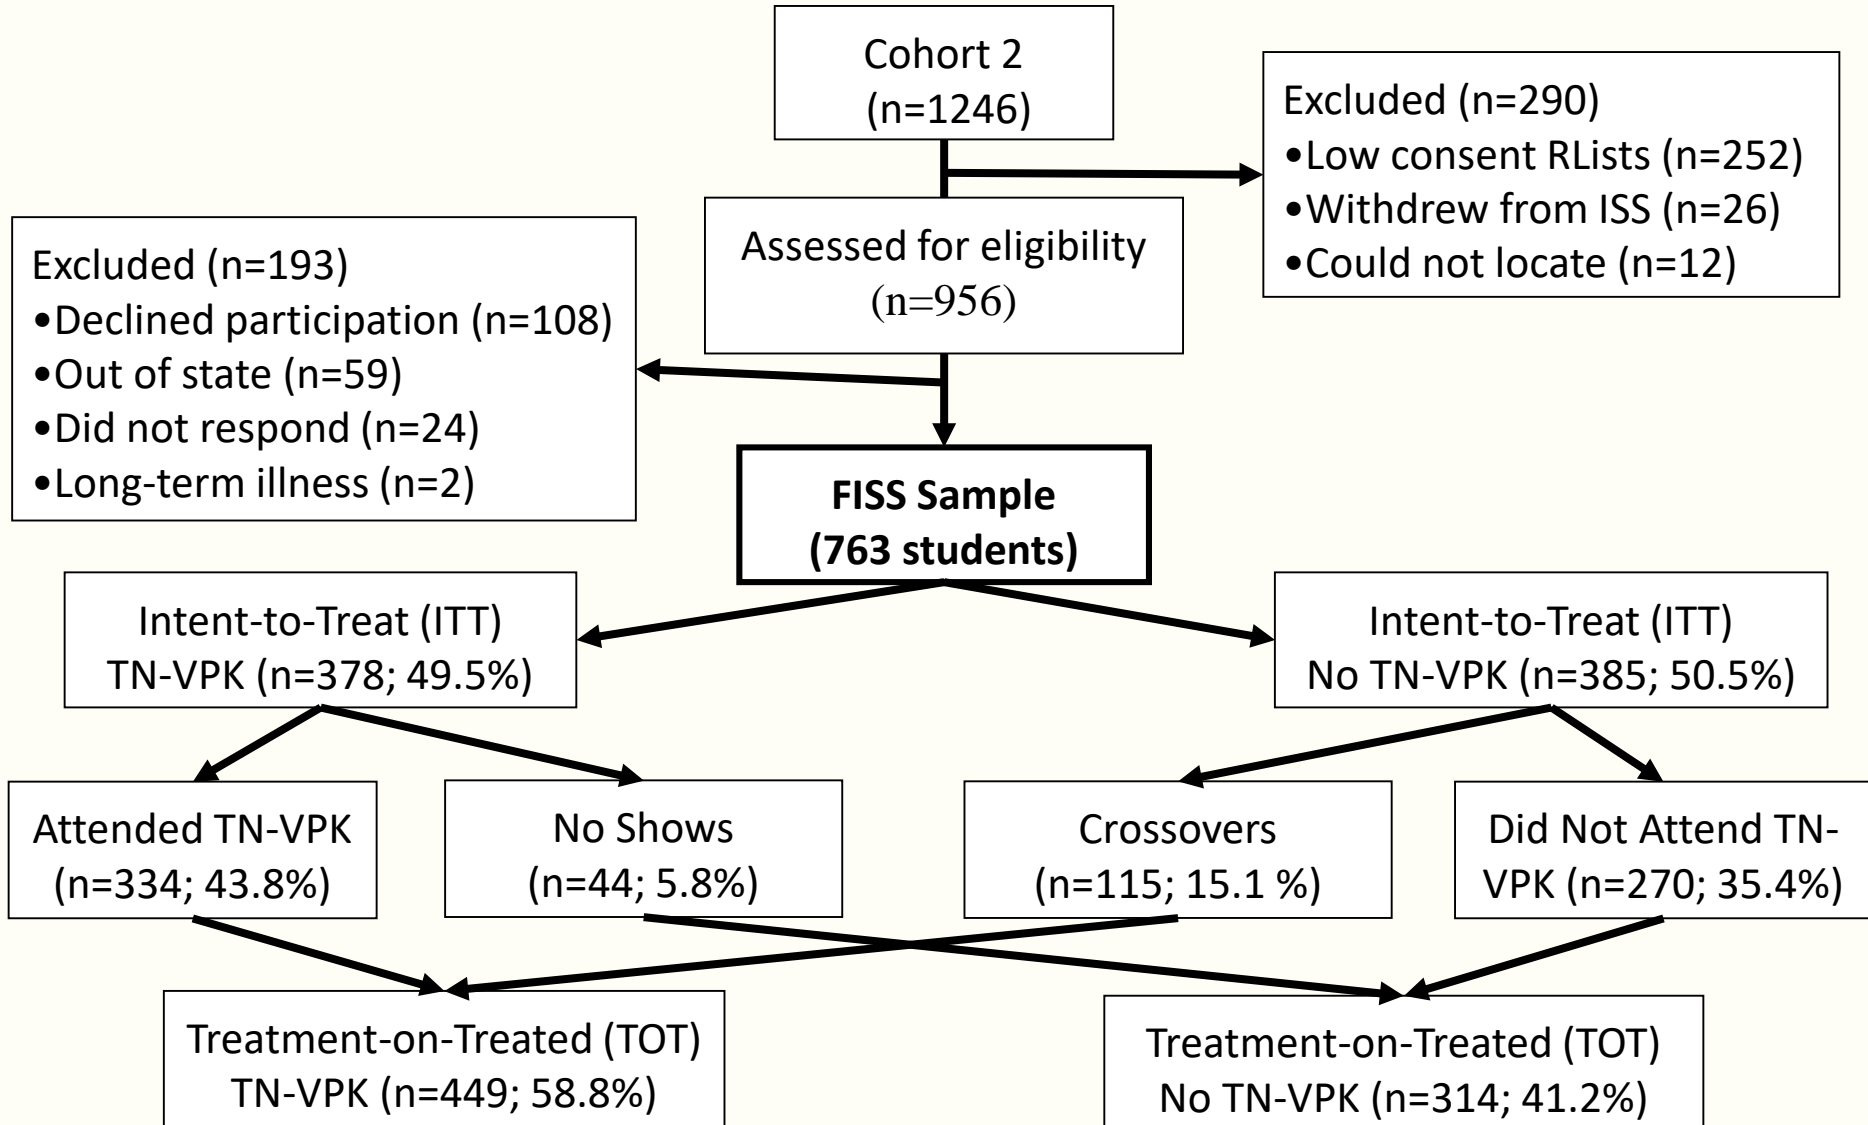 Cohort 2
(n=1246)
Excluded (n=290)
•Low consent RLists (n=252)
•Withdrew from ISS (n=26)
•Could not locate (n=12)
Assessed for eligibility
(n=956)
Excluded (n=193)
•Declined participation (n=108)
•Out of state (n=59)
•Did not respond (n=24)
•Long-term illness (n=2)
FISS Sample
(763 students)
Intent-to-Treat (ITT)
TN-VPK (n=378; 49.5%)
Intent-to-Treat (ITT)
No TN-VPK (n=385; 50.5%)
Attended TN-VPK
(n=334; 43.8%)
No Shows
(n=44; 5.8%)
Crossovers
(n=115; 15.1 %)
Did Not Attend TN-
VPK (n=270; 35.4%)
Treatment-on-Treated (TOT)
TN-VPK (n=449; 58.8%)
Treatment-on-Treated (TOT)
No TN-VPK (n=314; 41.2%)